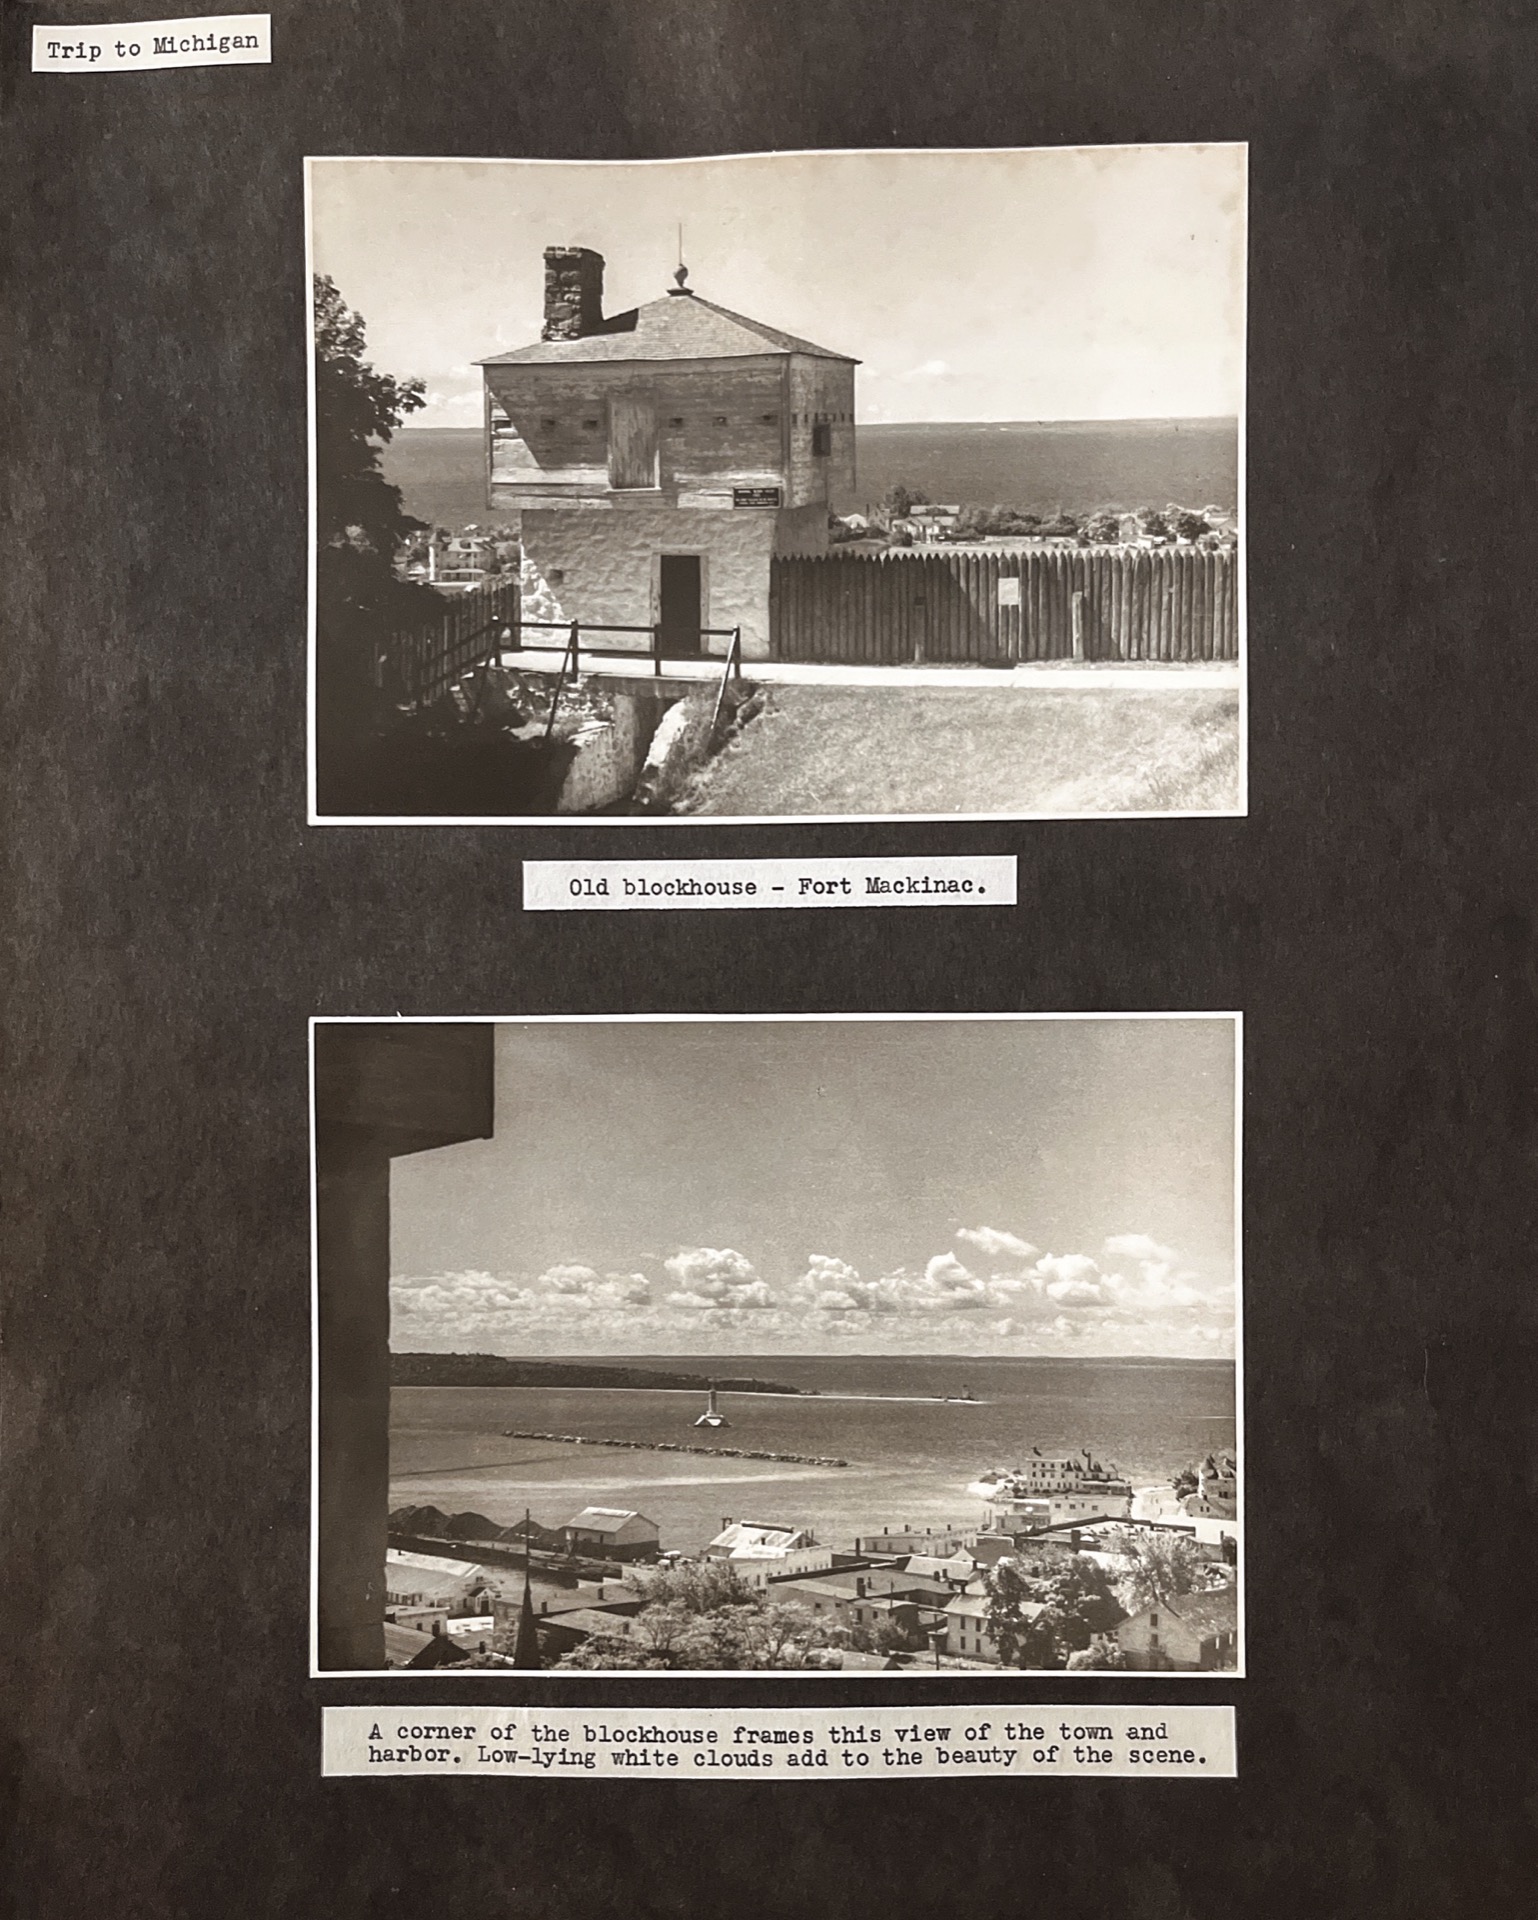 Trip to Michigan
Old blockhouse - Fort Mackinac.
A corner of the blockhouse frames this view of the town and
harbor. Low-lying white clouds add to the beauty of the scene.